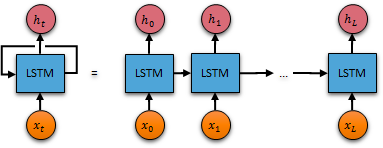 h_t h_0 h_1 h_L
LSTM = LSTM LSTM ... LSTM
x_t x_0 x_1 x_L